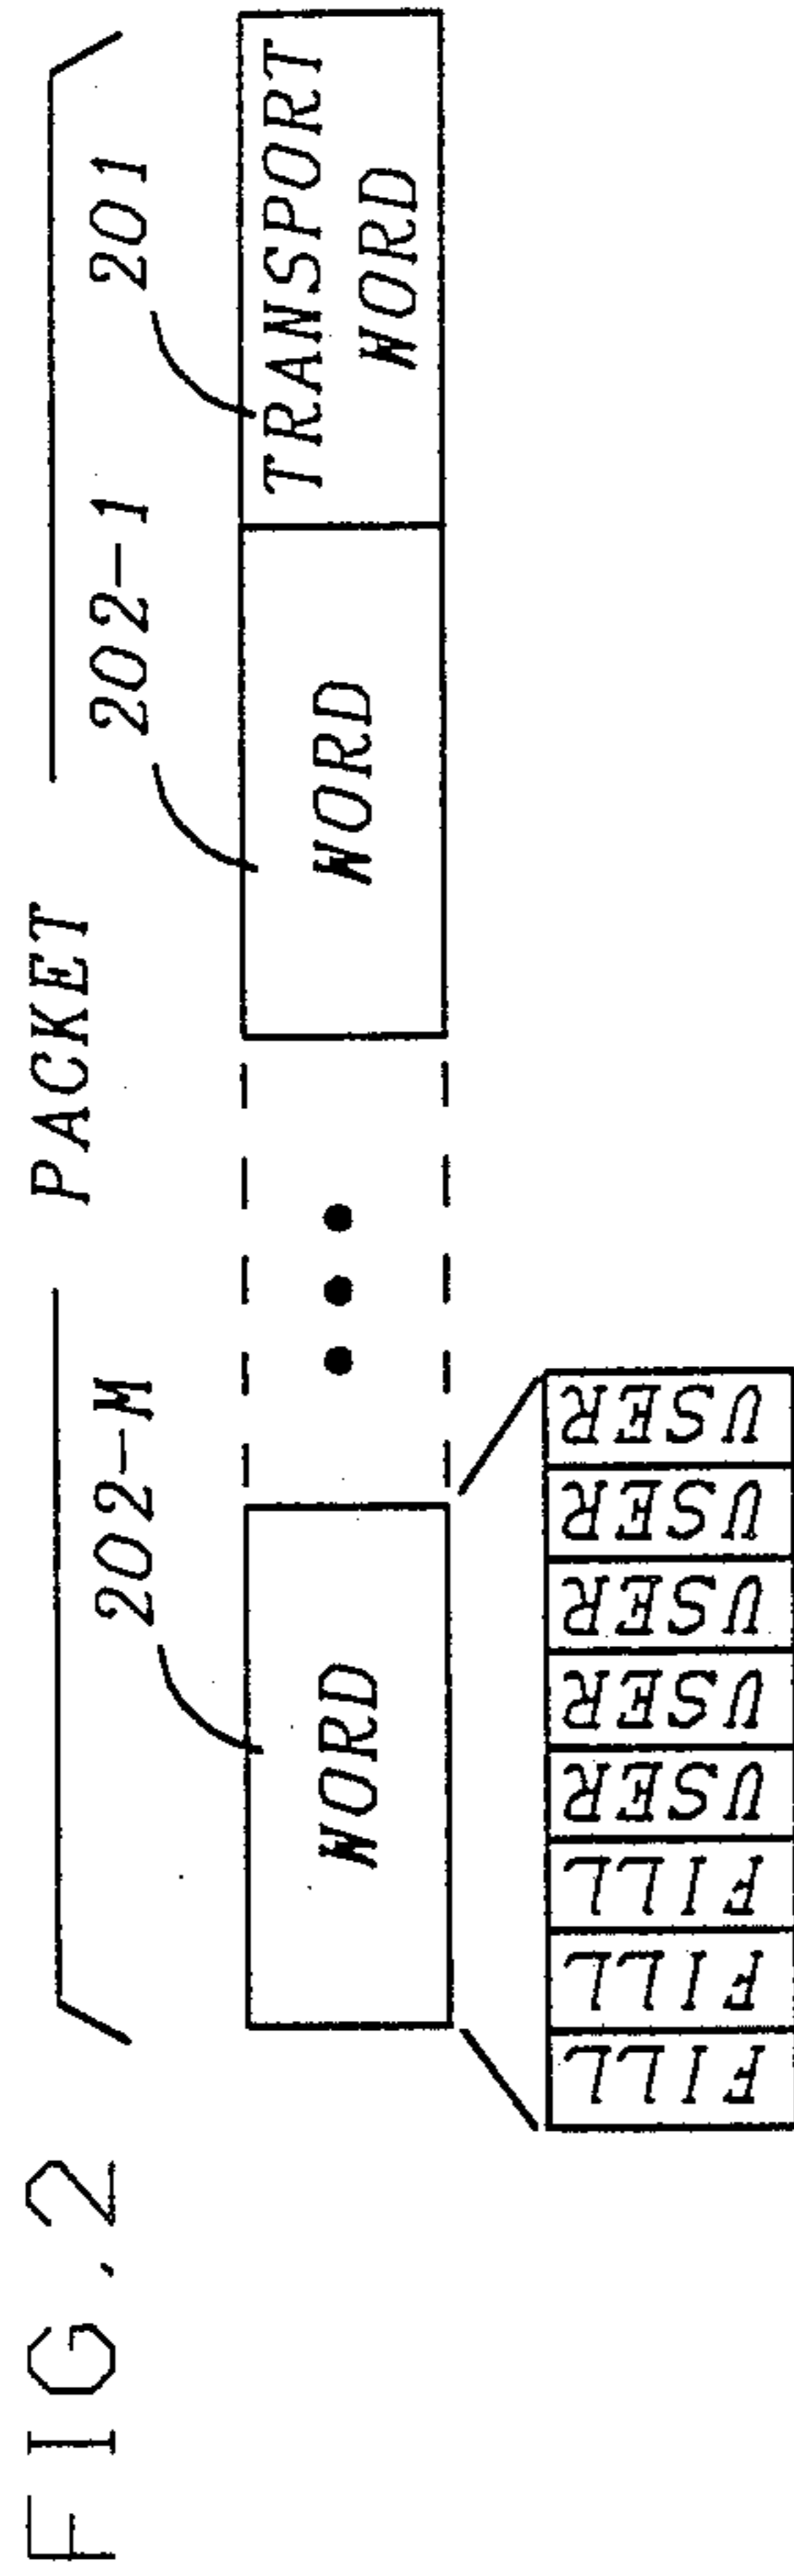 FIG.2
PACKET
202-M
202-1
201
WORD
WORD
TRANSPORT
WORD
FILL
FILL
FILL
USER
USER
USER
USER
USER